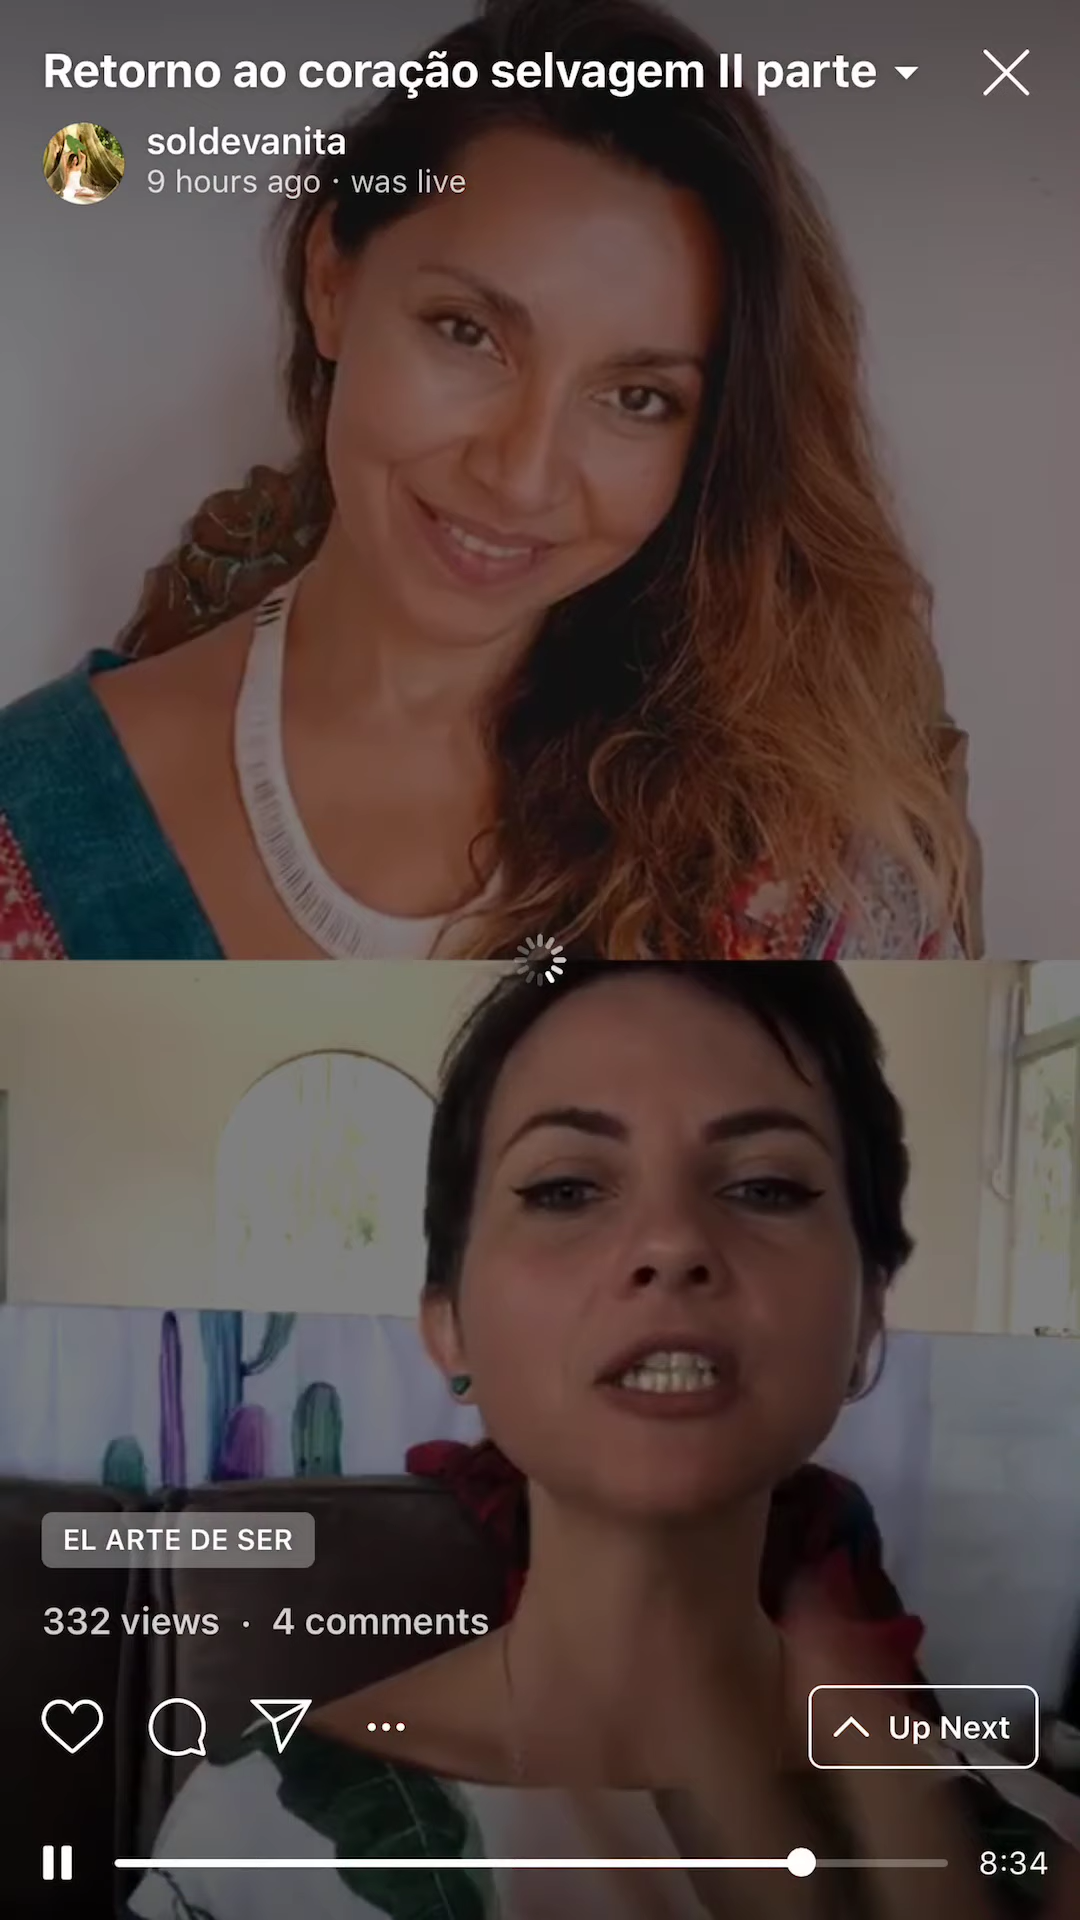 Retorno ao coração selvagem II parte
soldevanita
9 hours ago · was live
EL ARTE DE SER
332 views · 4 comments
Up Next
8:34